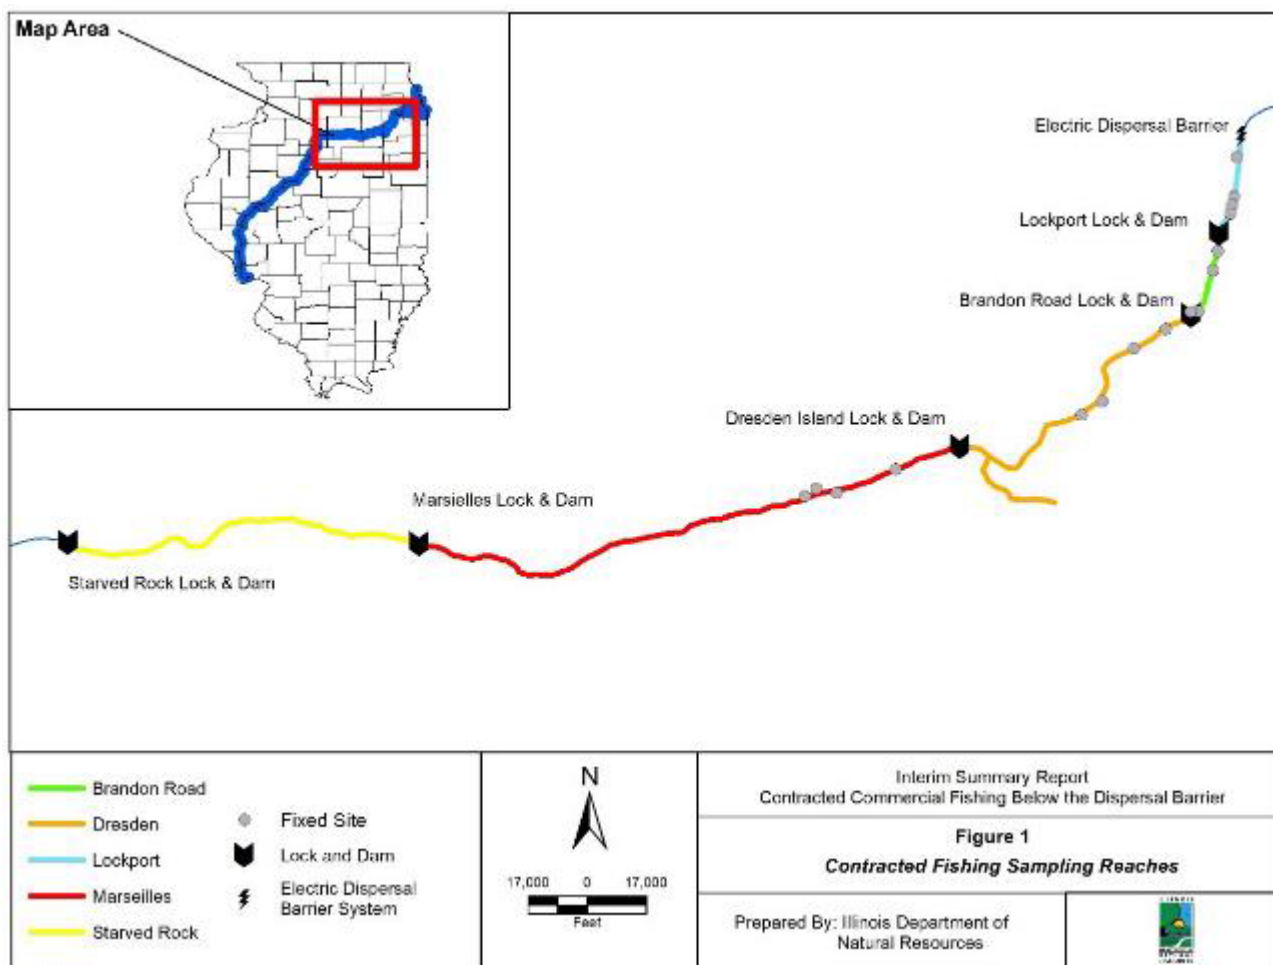 Map Area
Electric Dispersal Barrier
Lockport Lock & Dam
Brandon Road Lock & Dam
Dresden Island Lock & Dam
Marsielles Lock & Dam
Starved Rock Lock & Dam
Brandon Road
Dresden
Lockport
Marseilles
Starved Rock
Fixed Site
Lock and Dam
Electric Dispersal
Barrier System
N
17,000 0 17,000
Feet
Interim Summary Report
Contracted Commercial Fishing Below the Dispersal Barrier
Figure 1
Contracted Fishing Sampling Reaches
Prepared By: Illinois Department of
Natural Resources